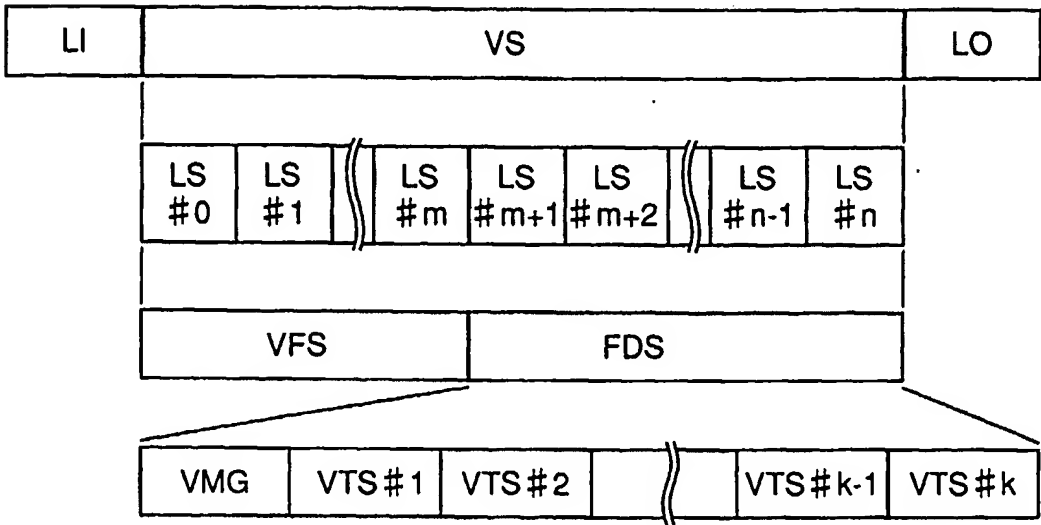 LI VS LO
LS #0 LS #1 LS #m LS #m+1 LS #m+2 LS #n-1 LS #n
VFS FDS
VMG VTS#1 VTS#2 VTS#k-1 VTS#k